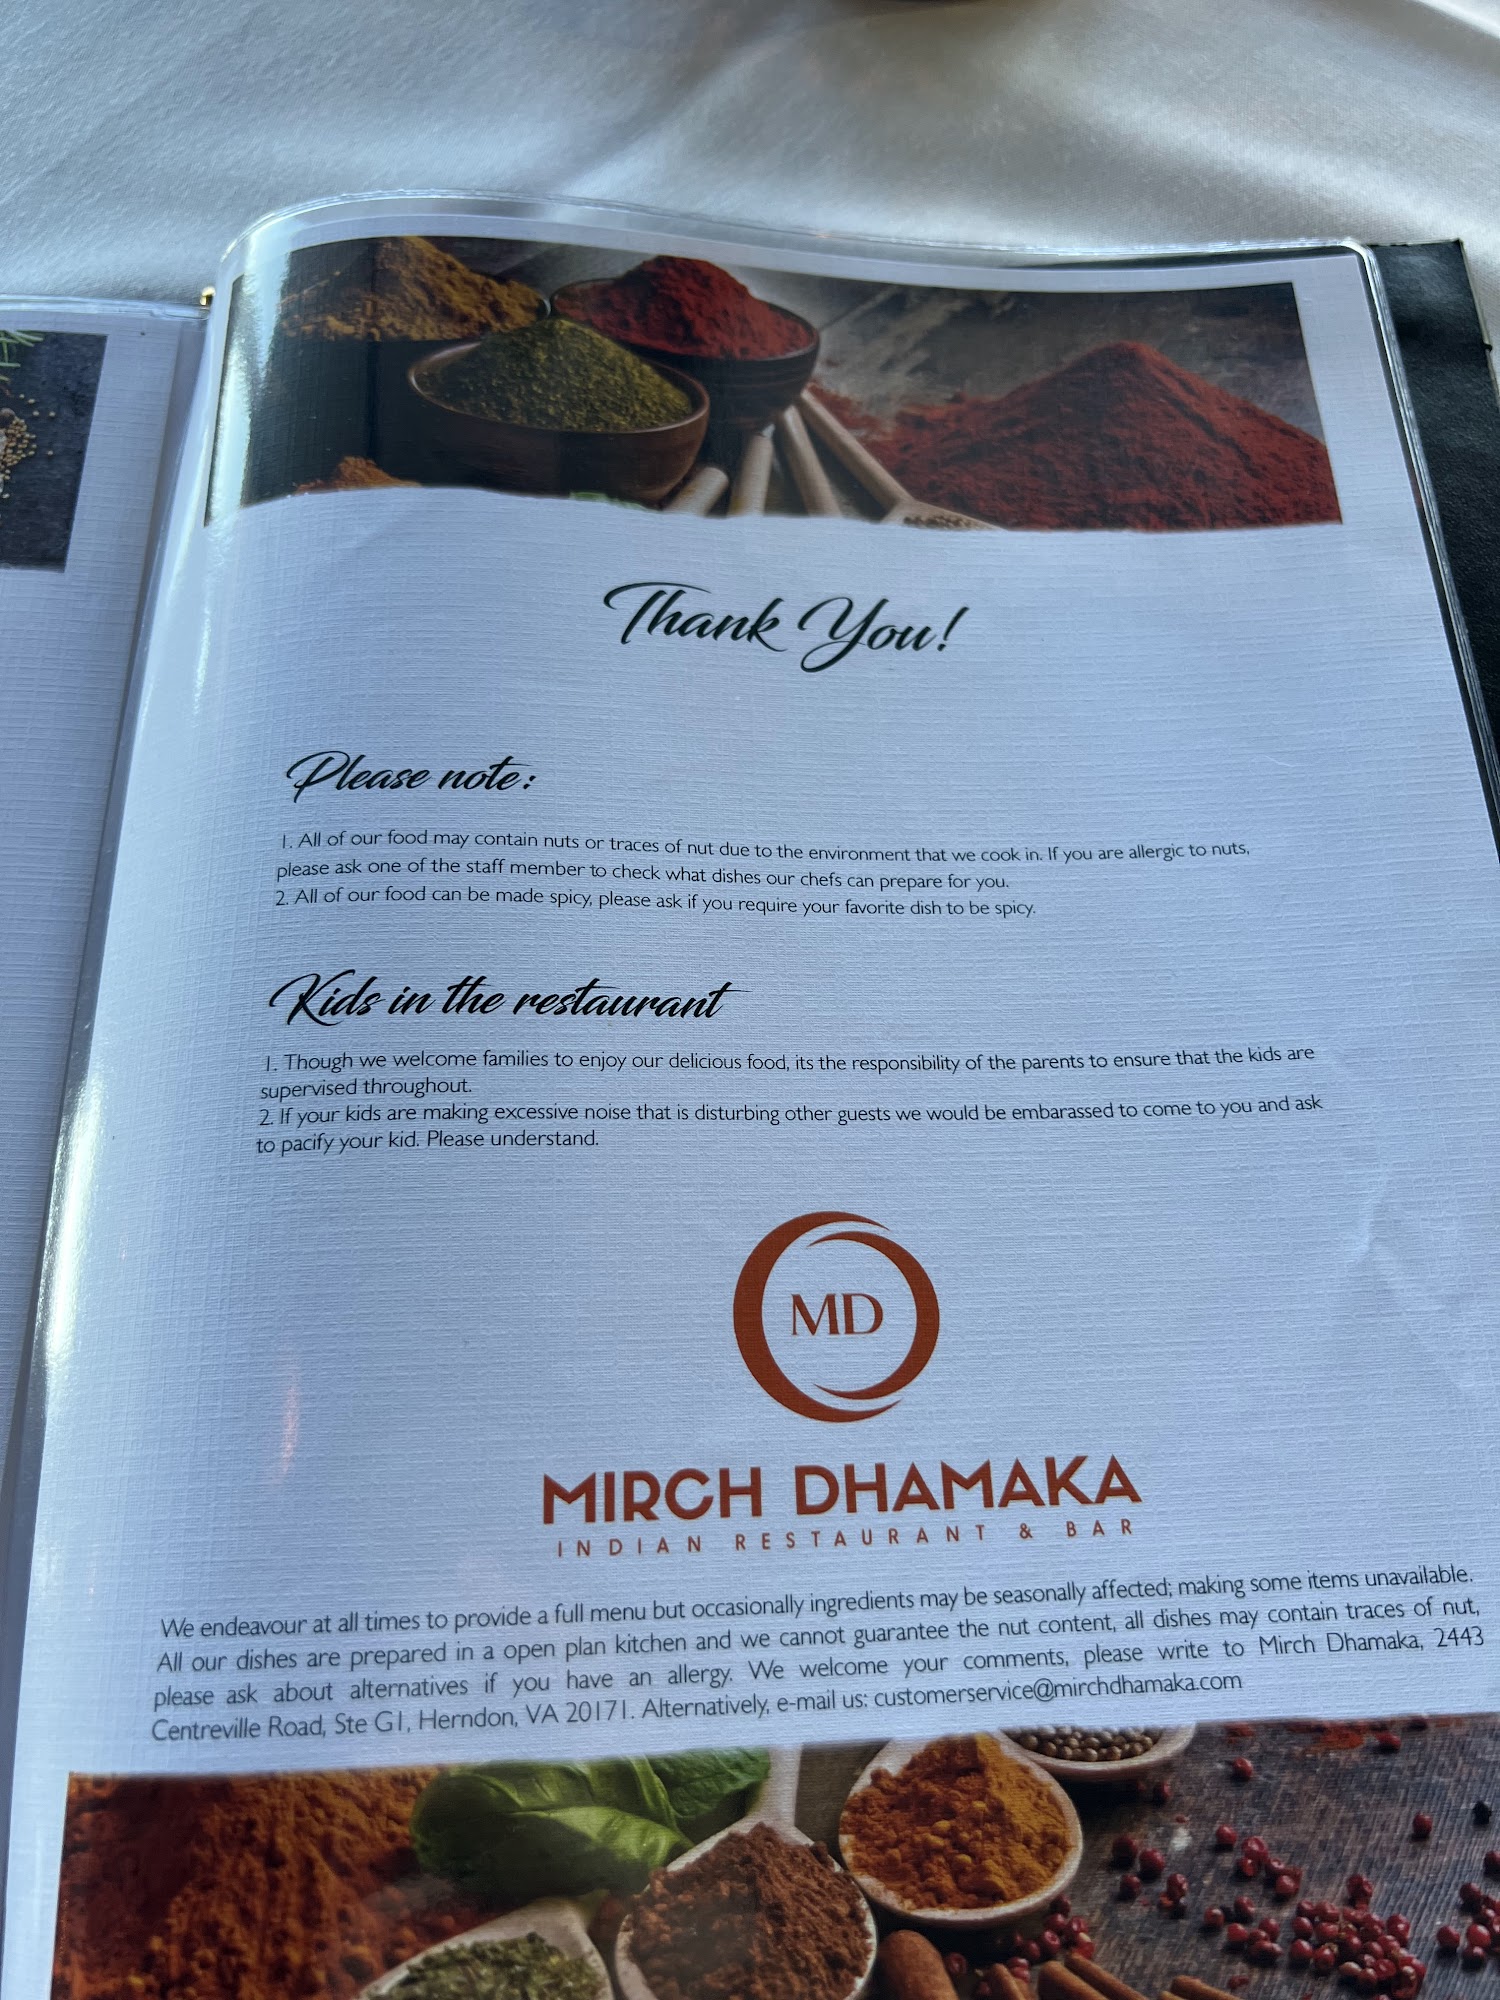 Thank You!
Please note:
1. All of our food may contain nuts or traces of nut due to the environment that we cook in. If you are allergic to nuts,
please ask one of the staff member to check what dishes our chefs can prepare for you.
2. All of our food can be made spicy, please ask if you require your favorite dish to be spicy.
Kids in the restaurant
1. Though we welcome families to enjoy our delicious food, its the responsibility of the parents to ensure that the kids are
supervised throughout.
2. If your kids are making excessive noise that is disturbing other guests we would be embarassed to come to you and ask
to pacify your kid. Please understand.
MD
MIRCH DHAMAKA
INDIAN RESTAURANT & BAR
We endeavour at all times to provide a full menu but occasionally ingredients may be seasonally affected; making some items unavailable.
All our dishes are prepared in a open plan kitchen and we cannot guarantee the nut content, all dishes may contain traces of nut,
please ask about alternatives if you have an allergy. We welcome your comments, please write to Mirch Dhamaka, 2443
Centreville Road, Ste G1, Herndon, VA 20171. Alternatively, e-mail us: customerservice@mirchdhamaka.com